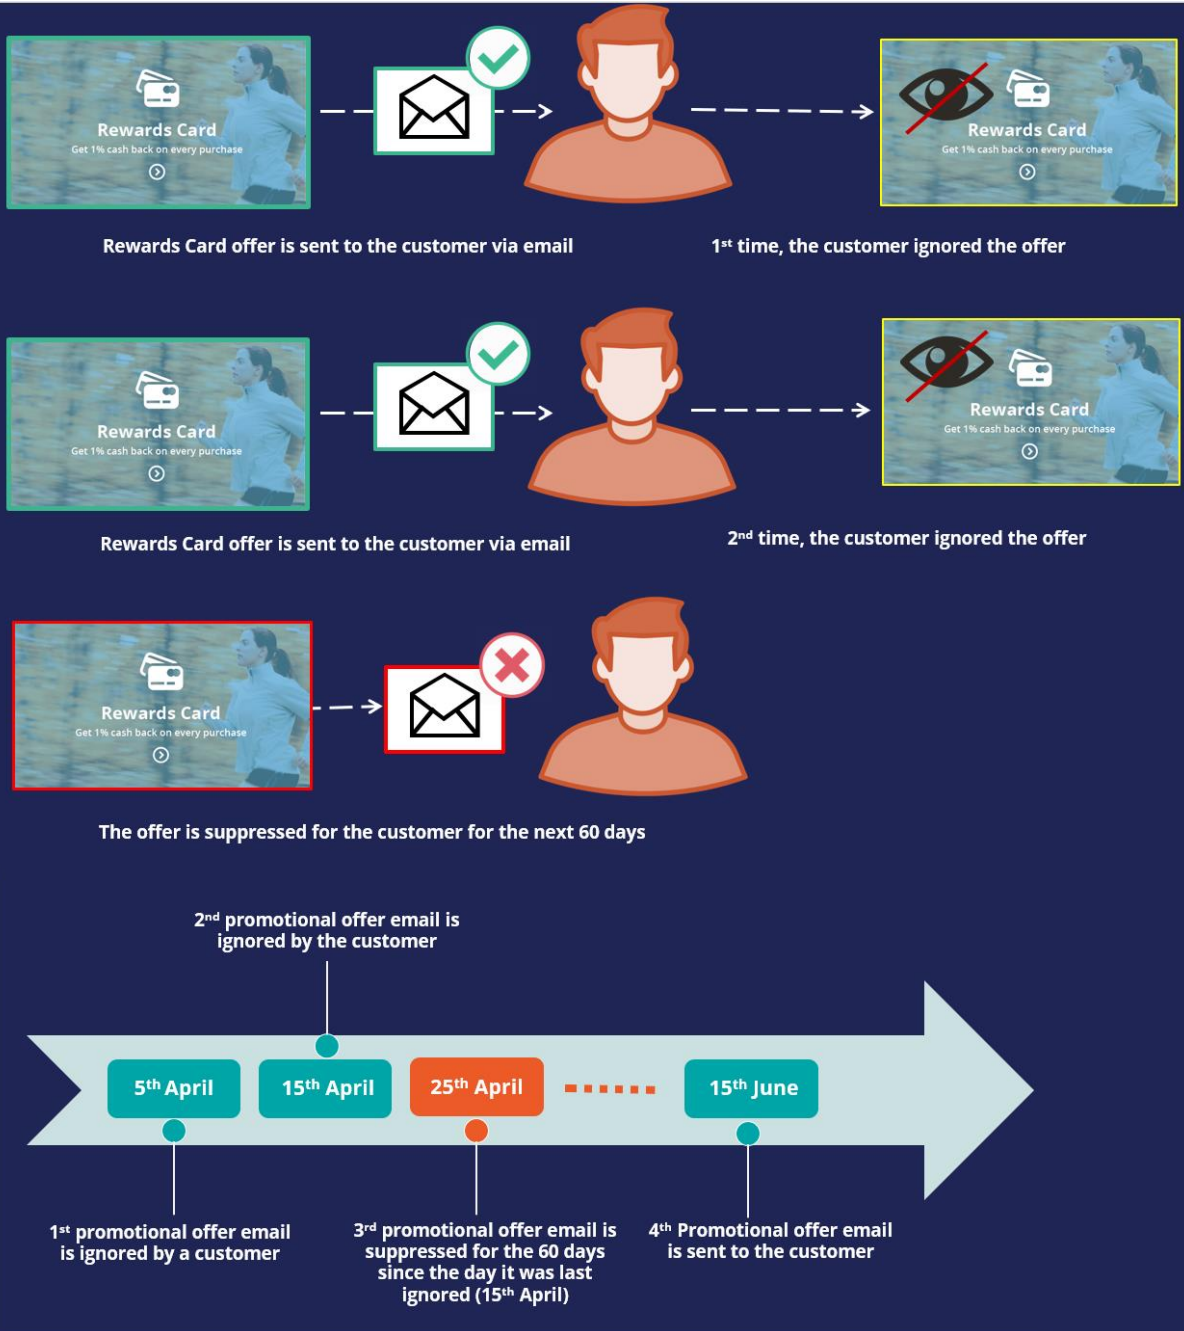 Rewards Card
Get 1% cash back on every purchase
Rewards Card
Get 1% cash back on every purchase
Rewards Card offer is sent to the customer via email
1st time, the customer ignored the offer
Rewards Card
Get 1% cash back on every purchase
Rewards Card
Get 1% cash back on every purchase
Rewards Card offer is sent to the customer via email
2nd time, the customer ignored the offer
Rewards Card
Get 1% cash back on every purchase
The offer is suppressed for the customer for the next 60 days
2nd promotional offer email is
ignored by the customer
5th April
15th April
25th April
15th June
1st promotional offer email
is ignored by a customer
3rd promotional offer email is
suppressed for the 60 days
since the day it was last
ignored (15th April)
4th Promotional offer email
is sent to the customer